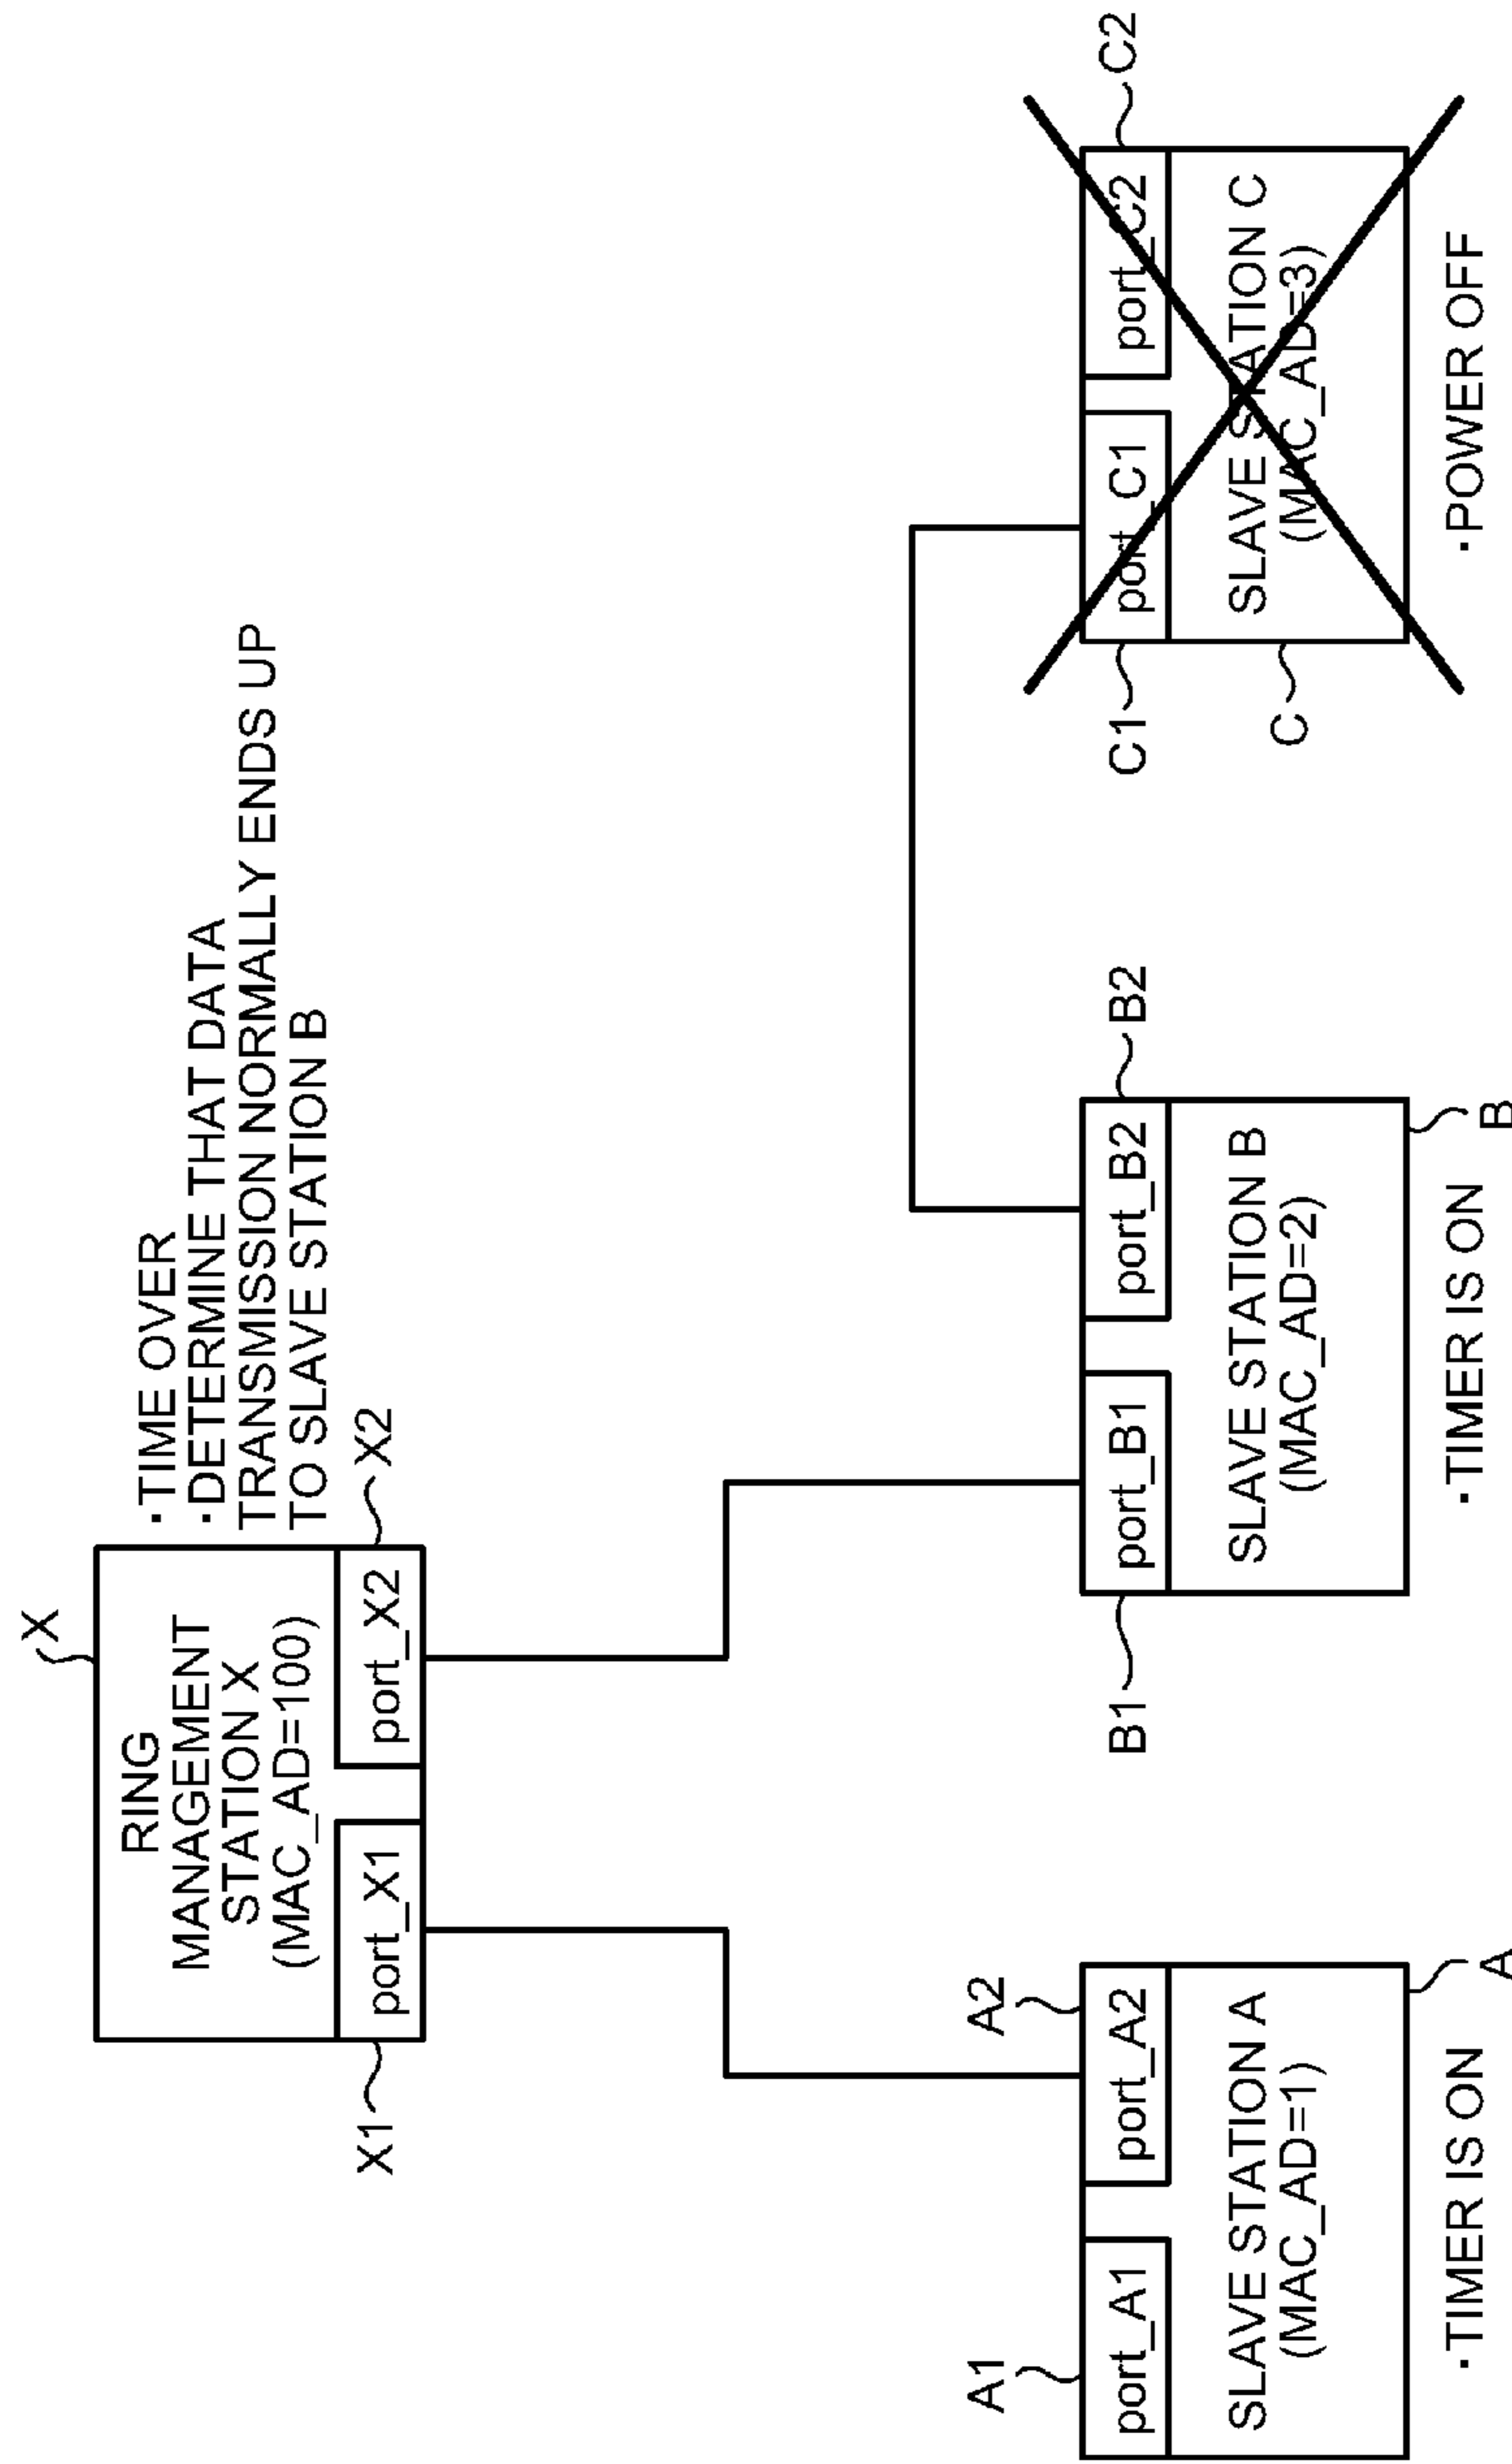 X
RING
MANAGEMENT
STATION X
(MAC_AD=100)
port_X1
port_X2
X1
X2
·TIME OVER
·DETERMINE THAT DATA
TRANSMISSION NORMALLY ENDS UP
TO SLAVE STATION B
A1
A2
port_A1
port_A2
SLAVE STATION A
(MAC_AD=1)
A
·TIMER IS ON
B1
B2
port_B1
port_B2
SLAVE STATION B
(MAC_AD=2)
B
·TIMER IS ON
C1
C2
port_C1
port_C2
SLAVE STATION C
(MAC_AD=3)
C
·POWER OFF